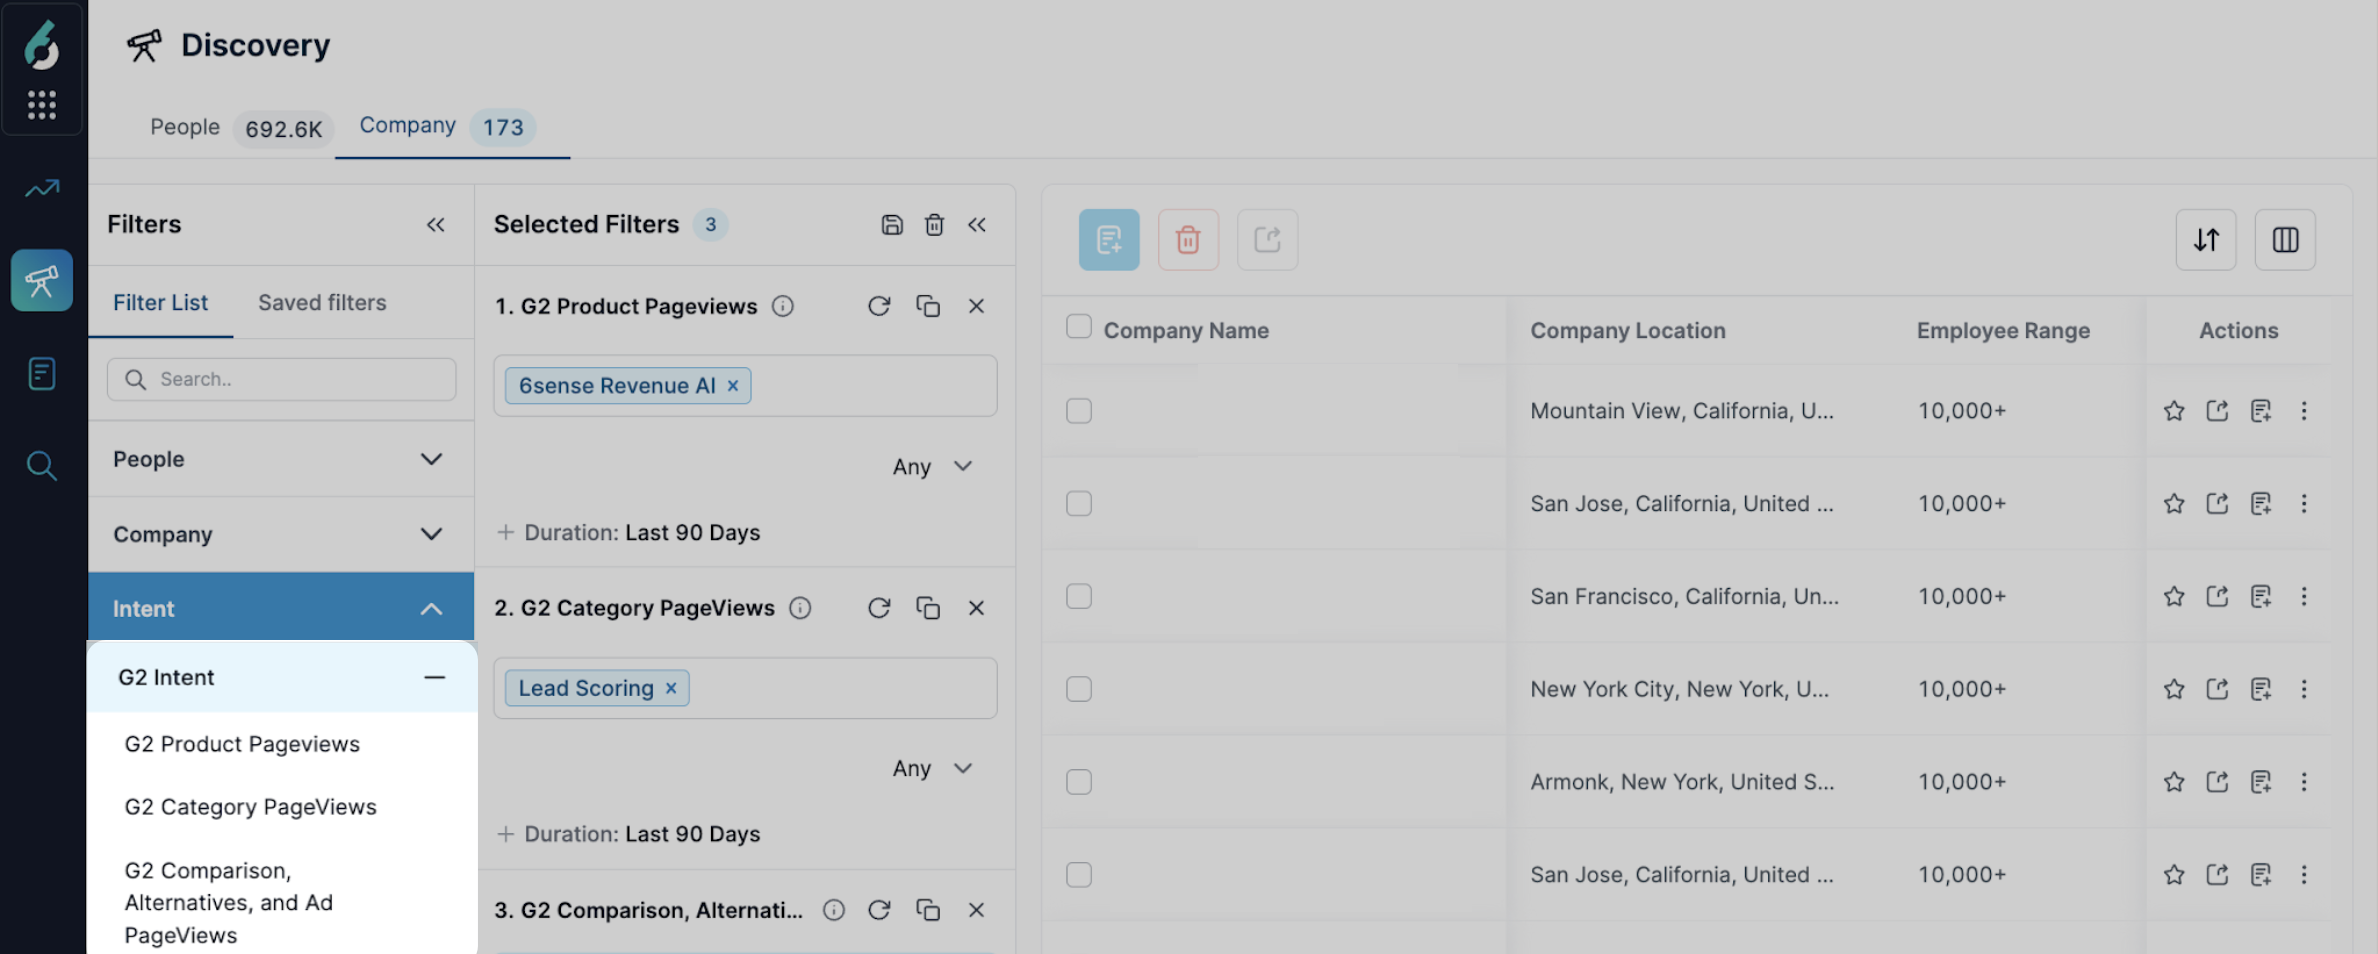 Discovery
People 692.6K Company 173
Filters
Filter List Saved filters
Search..
People
Company
Intent
G2 Intent
G2 Product Pageviews
G2 Category PageViews
G2 Comparison,
Alternatives, and Ad
PageViews
Selected Filters 3
1. G2 Product Pageviews
6sense Revenue AI ×
Any
+ Duration: Last 90 Days
2. G2 Category PageViews
Lead Scoring ×
Any
+ Duration: Last 90 Days
3. G2 Comparison, Alternati...
Company Name Company Location Employee Range Actions
Mountain View, California, U... 10,000+
San Jose, California, United ... 10,000+
San Francisco, California, Un... 10,000+
New York City, New York, U... 10,000+
Armonk, New York, United S... 10,000+
San Jose, California, United ... 10,000+